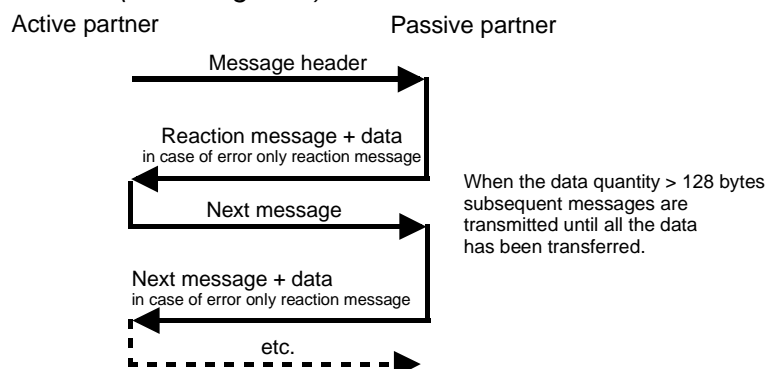 Active partner
Passive partner
Message header
Reaction message + data
in case of error only reaction message
When the data quantity > 128 bytes
subsequent messages are
transmitted until all the data
has been transferred.
Next message
Next message + data
in case of error only reaction message
etc.